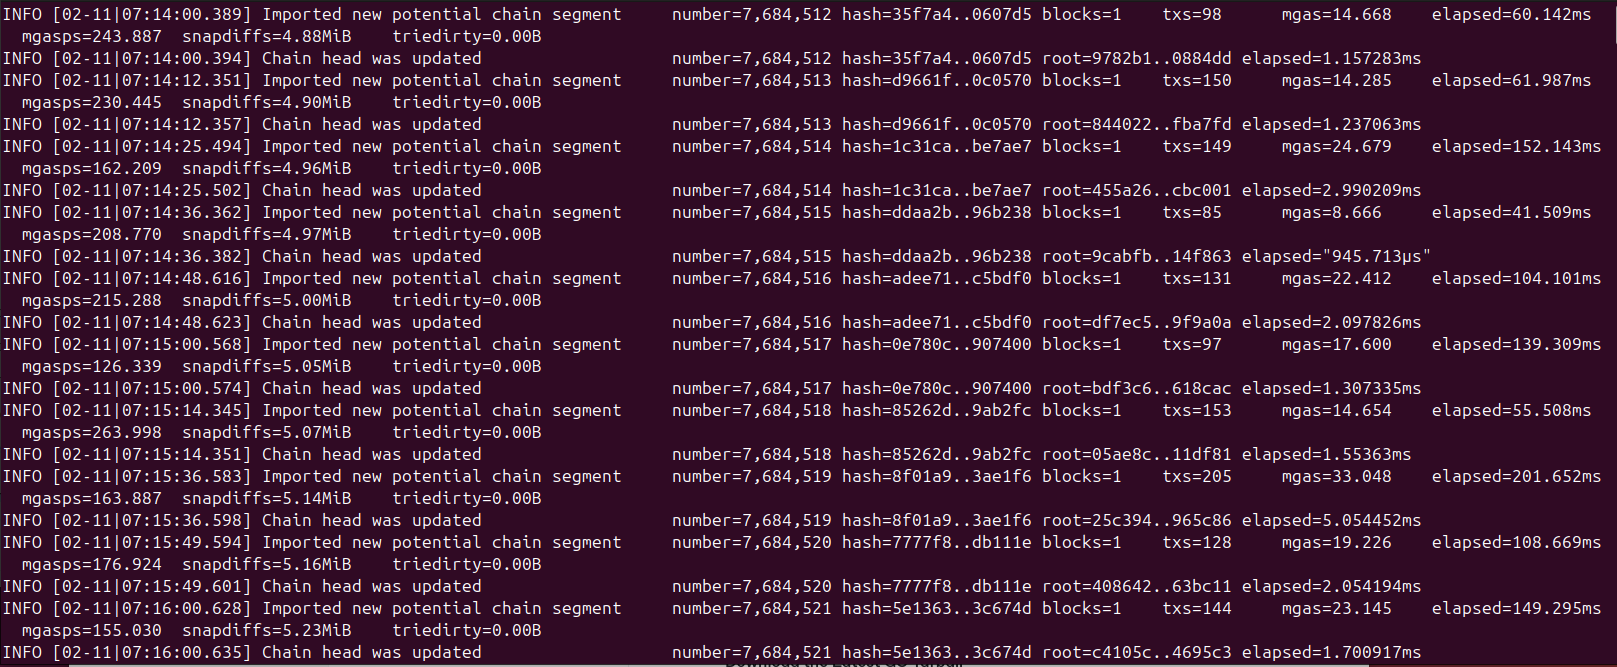 INFO [02-11|07:14:00.389] Imported new potential chain segment     number=7,684,512 hash=35f7a4..0607d5 blocks=1    txs=98      mgas=14.668    elapsed=60.142ms
  mgasps=243.887  snapdiffs=4.88MiB    triedirty=0.00B
INFO [02-11|07:14:00.394] Chain head was updated                   number=7,684,512 hash=35f7a4..0607d5 root=9782b1..0884dd elapsed=1.157283ms
INFO [02-11|07:14:12.351] Imported new potential chain segment     number=7,684,513 hash=d9661f..0c0570 blocks=1    txs=150     mgas=14.285    elapsed=61.987ms
  mgasps=230.445  snapdiffs=4.90MiB    triedirty=0.00B
INFO [02-11|07:14:12.357] Chain head was updated                   number=7,684,513 hash=d9661f..0c0570 root=844022..fba7fd elapsed=1.237063ms
INFO [02-11|07:14:25.494] Imported new potential chain segment     number=7,684,514 hash=1c31ca..be7ae7 blocks=1    txs=149     mgas=24.679    elapsed=152.143ms
  mgasps=162.209  snapdiffs=4.96MiB    triedirty=0.00B
INFO [02-11|07:14:25.502] Chain head was updated                   number=7,684,514 hash=1c31ca..be7ae7 root=455a26..cbc001 elapsed=2.990209ms
INFO [02-11|07:14:36.362] Imported new potential chain segment     number=7,684,515 hash=ddaa2b..96b238 blocks=1    txs=85      mgas=8.666     elapsed=41.509ms
  mgasps=208.770  snapdiffs=4.97MiB    triedirty=0.00B
INFO [02-11|07:14:36.382] Chain head was updated                   number=7,684,515 hash=ddaa2b..96b238 root=9cabfb..14f863 elapsed="945.713µs"
INFO [02-11|07:14:48.616] Imported new potential chain segment     number=7,684,516 hash=adee71..c5bdf0 blocks=1    txs=131     mgas=22.412    elapsed=104.101ms
  mgasps=215.288  snapdiffs=5.00MiB    triedirty=0.00B
INFO [02-11|07:14:48.623] Chain head was updated                   number=7,684,516 hash=adee71..c5bdf0 root=df7ec5..9f9a0a elapsed=2.097826ms
INFO [02-11|07:15:00.568] Imported new potential chain segment     number=7,684,517 hash=0e780c..907400 blocks=1    txs=97      mgas=17.600    elapsed=139.309ms
  mgasps=126.339  snapdiffs=5.05MiB    triedirty=0.00B
INFO [02-11|07:15:00.574] Chain head was updated                   number=7,684,517 hash=0e780c..907400 root=bdf3c6..618cac elapsed=1.307335ms
INFO [02-11|07:15:14.345] Imported new potential chain segment     number=7,684,518 hash=85262d..9ab2fc blocks=1    txs=153     mgas=14.654    elapsed=55.508ms
  mgasps=263.998  snapdiffs=5.07MiB    triedirty=0.00B
INFO [02-11|07:15:14.351] Chain head was updated                   number=7,684,518 hash=85262d..9ab2fc root=05ae8c..11df81 elapsed=1.55363ms
INFO [02-11|07:15:36.583] Imported new potential chain segment     number=7,684,519 hash=8f01a9..3ae1f6 blocks=1    txs=205     mgas=33.048    elapsed=201.652ms
  mgasps=163.887  snapdiffs=5.14MiB    triedirty=0.00B
INFO [02-11|07:15:36.598] Chain head was updated                   number=7,684,519 hash=8f01a9..3ae1f6 root=25c394..965c86 elapsed=5.054452ms
INFO [02-11|07:15:49.594] Imported new potential chain segment     number=7,684,520 hash=7777f8..db111e blocks=1    txs=128     mgas=19.226    elapsed=108.669ms
  mgasps=176.924  snapdiffs=5.16MiB    triedirty=0.00B
INFO [02-11|07:15:49.601] Chain head was updated                   number=7,684,520 hash=7777f8..db111e root=408642..63bc11 elapsed=2.054194ms
INFO [02-11|07:16:00.628] Imported new potential chain segment     number=7,684,521 hash=5e1363..3c674d blocks=1    txs=144     mgas=23.145    elapsed=149.295ms
  mgasps=155.030  snapdiffs=5.23MiB    triedirty=0.00B
INFO [02-11|07:16:00.635] Chain head was updated                   number=7,684,521 hash=5e1363..3c674d root=c4105c..4695c3 elapsed=1.700917ms